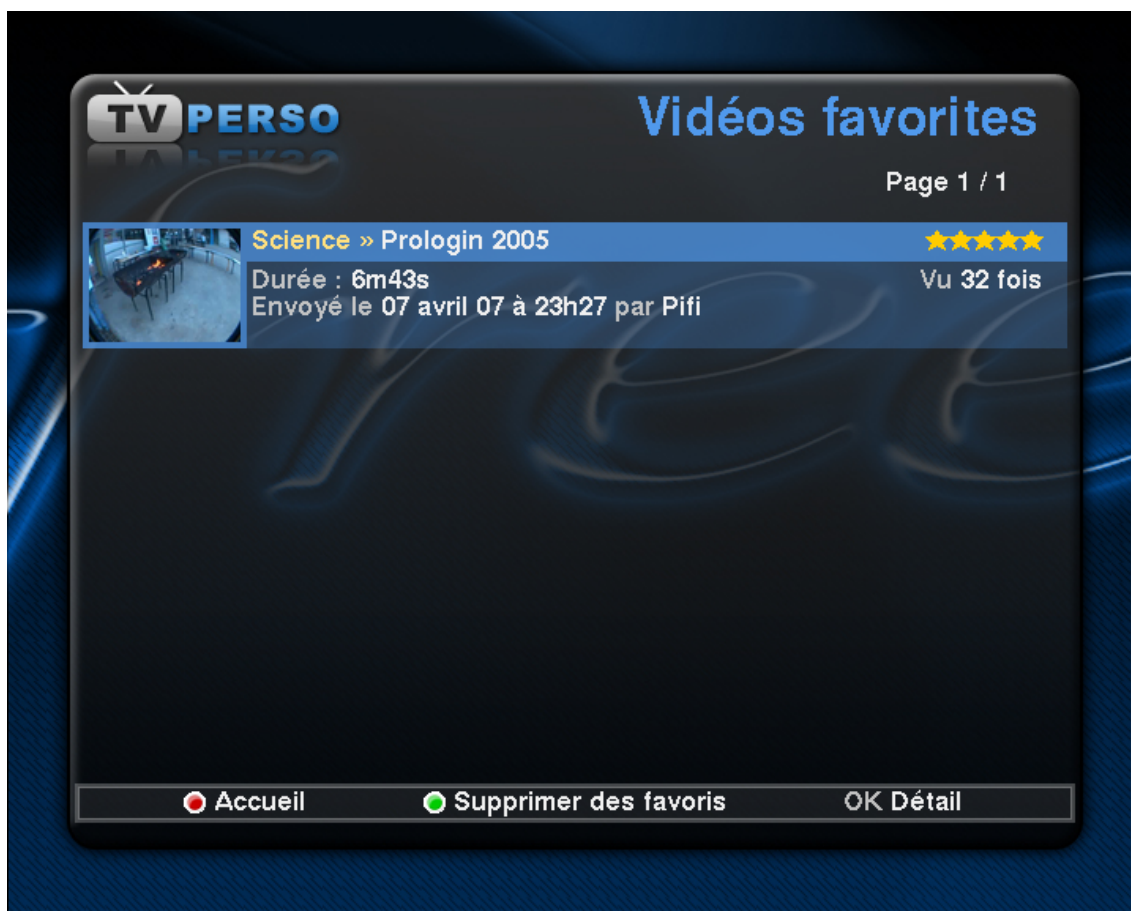 TV PERSO
Vidéos favorites
Page 1 / 1
Science » Prologin 2005
Durée : 6m43s
Vu 32 fois
Envoyé le 07 avril 07 à 23h27 par Pifi
free
Accueil
Supprimer des favoris
OK Détail